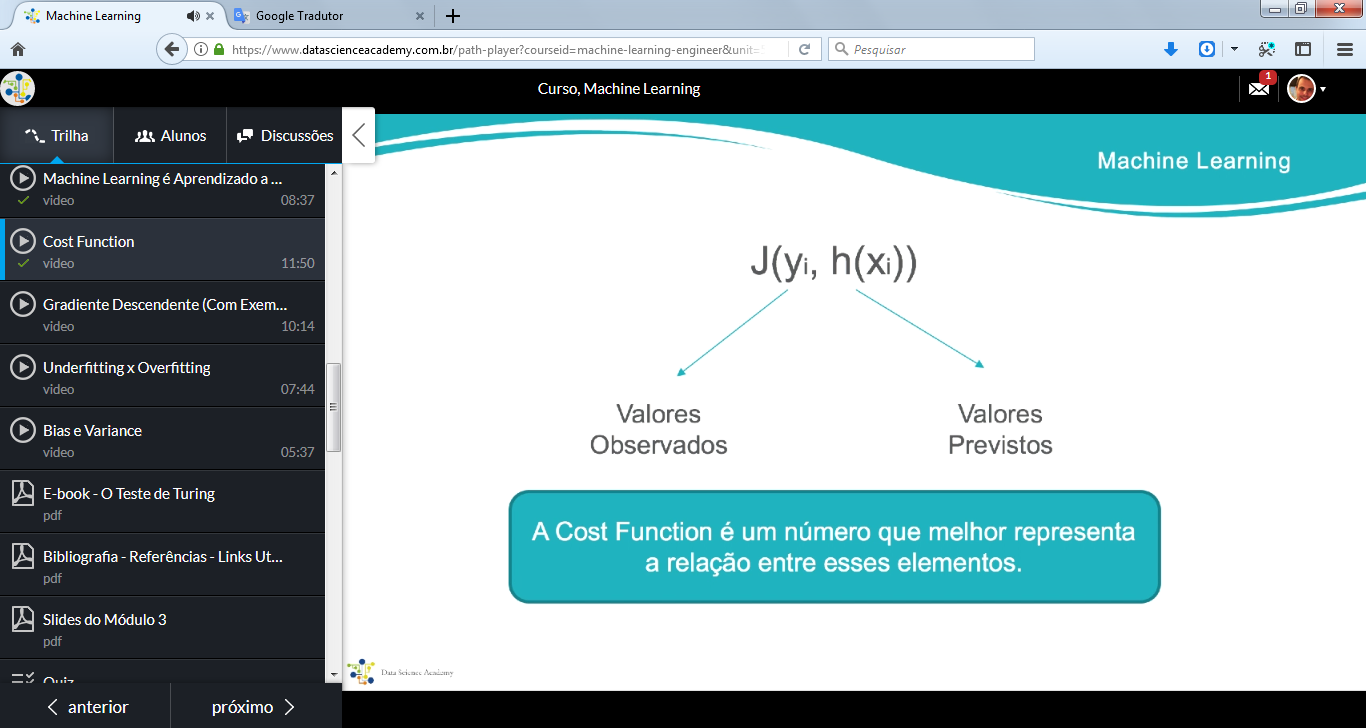 Machine Learning
Google Tradutor
https://www.datascienceacademy.com.br/path-player?courseid=machine-learning-engineer&unit=
Pesquisar
Curso, Machine Learning
1
Trilha
Alunos
Discussões
Machine Learning é Aprendizado a ...
video 08:37
Cost Function
video 11:50
Gradiente Descendente (Com Exem...
video 10:14
Underfitting x Overfitting
video 07:44
Bias e Variance
video 05:37
E-book - O Teste de Turing
pdf
Bibliografia - Referências - Links Ut...
pdf
Slides do Módulo 3
pdf
Quiz
anterior
próximo
Machine Learning
J(yi, h(xi))
Valores
Observados
Valores
Previstos
A Cost Function é um número que melhor representa
a relação entre esses elementos.
Data Science Academy